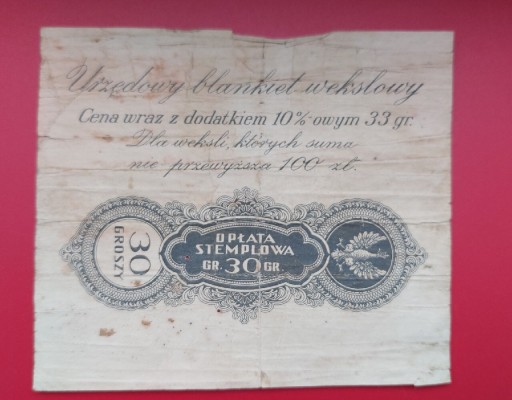 Urzędowy blankiet wekslowy
Cena wraz z dodatkiem 10%-owym 33 gr.
Dla weksli, których suma
nie przewyższa 100 zł.
OPŁATA
STEMPLOWA
GR. 30 GR.
30
GROSZY